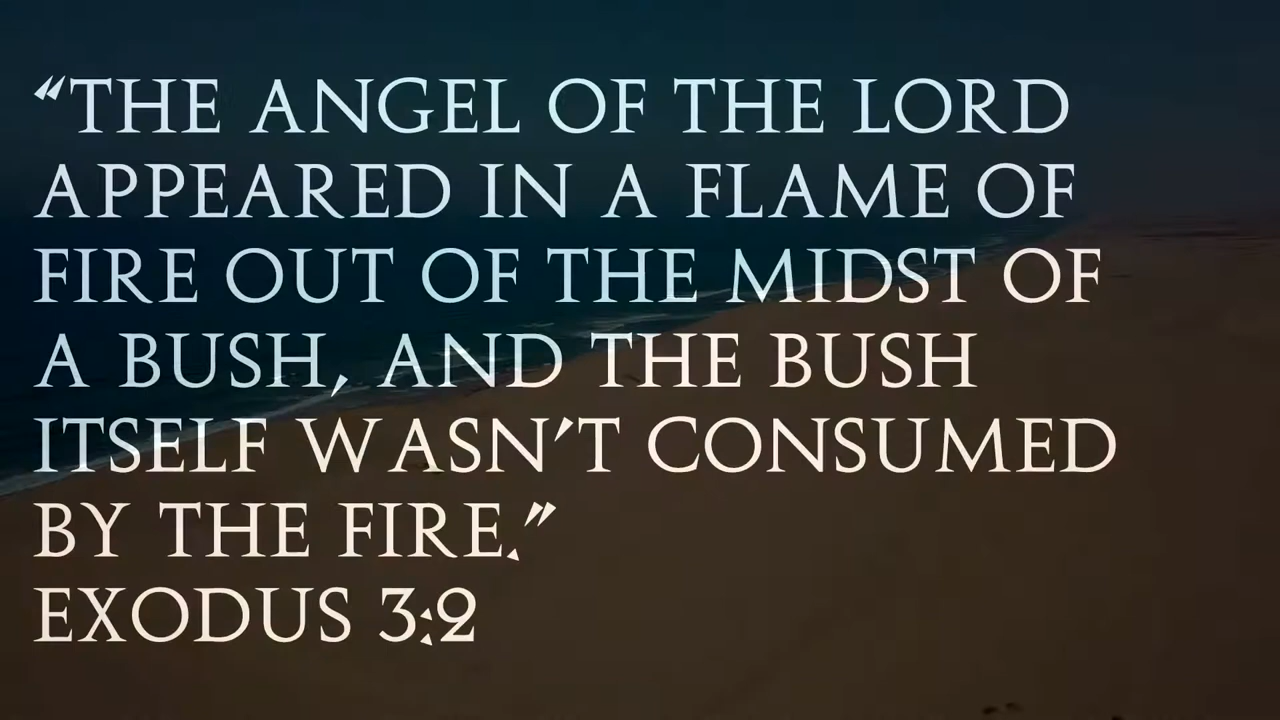 “THE ANGEL OF THE LORD
APPEARED IN A FLAME OF
FIRE OUT OF THE MIDST OF
A BUSH, AND THE BUSH
ITSELF WASN’T CONSUMED
BY THE FIRE.”
EXODUS 3:2